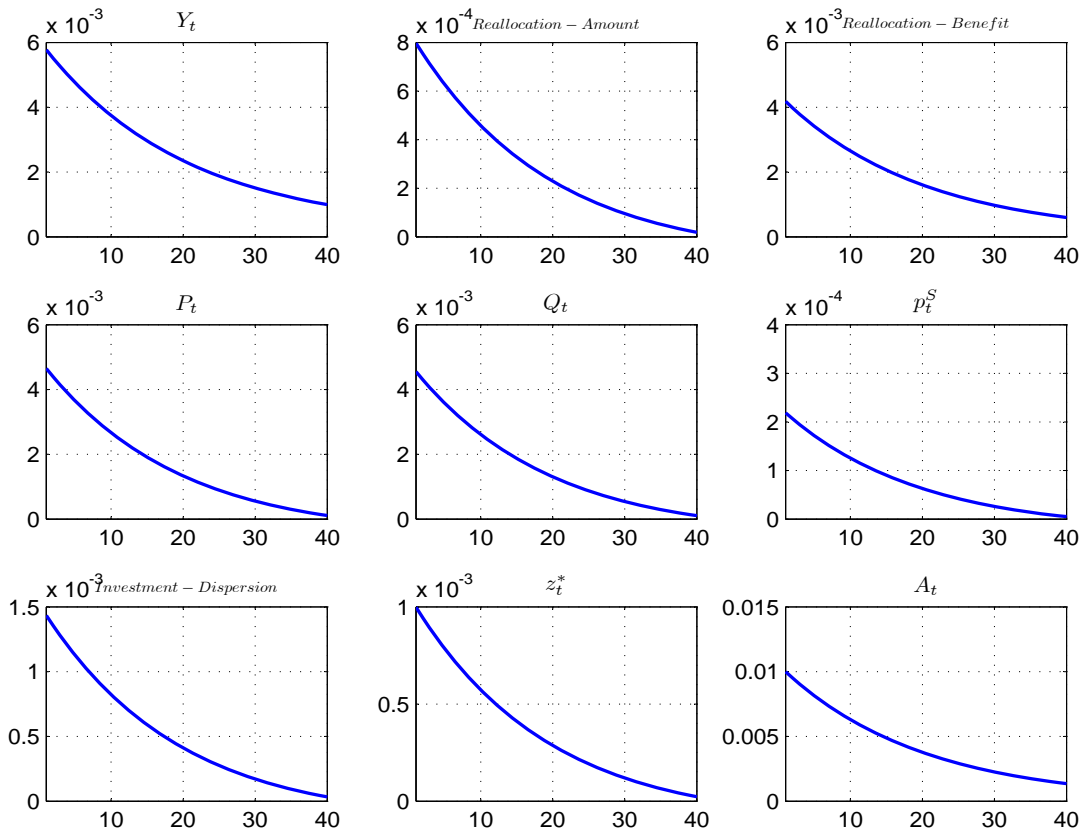 x 10^-3 Y_t x 10^-4 Reallocation − Amount x 10^-3 Reallocation − Benefit
6 8 6
4 6 4
2 4 2
0 2 0
0
10 20 30 40 10 20 30 40 10 20 30 40
x 10^-3 P_t x 10^-3 Q_t x 10^-4 p_t^S
6 6 4
4 4 3
2 2 2
0 0 1
0
10 20 30 40 10 20 30 40 10 20 30 40
x 10^-3 Investment − Dispersion x 10^-3 z_t^* A_t
1.5 1 0.015
1 0.5 0.01
0.5 0 0.005
0 0
10 20 30 40 10 20 30 40 10 20 30 40